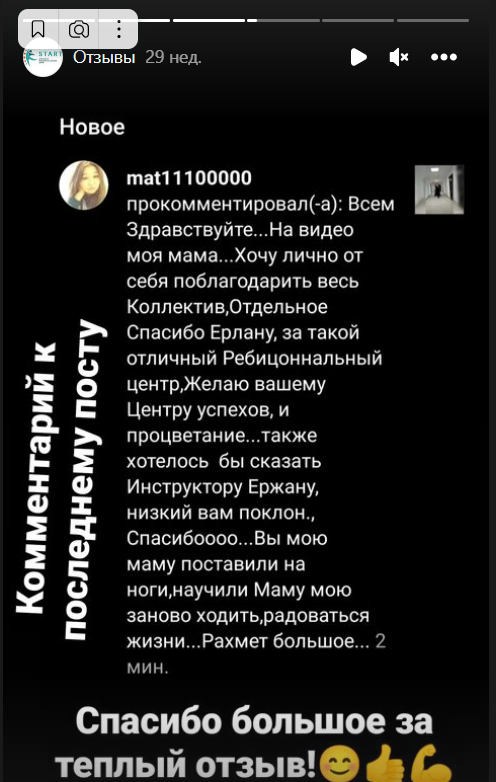 START
Отзывы 29 нед.
Новое
mat11100000
прокомментировал(-а): Всем
Здравствуйте...На видео
моя мама...Хочу лично от
себя поблагодарить весь
Коллектив,Отдельное
Спасибо Ерлану, за такой
отличный Ребицоннальный
центр,Желаю вашему
Центру успехов, и
процветание...также
хотелось бы сказать
Инструктору Ержану,
низкий вам поклон.,
Спасибоооо...Вы мою
маму поставили на
ноги,научили Маму мою
заново ходить,радоваться
жизни...Рахмет большое... 2
мин.
Комментарий к
последнему посту
Спасибо большое за
теплый отзыв!😊👍💪